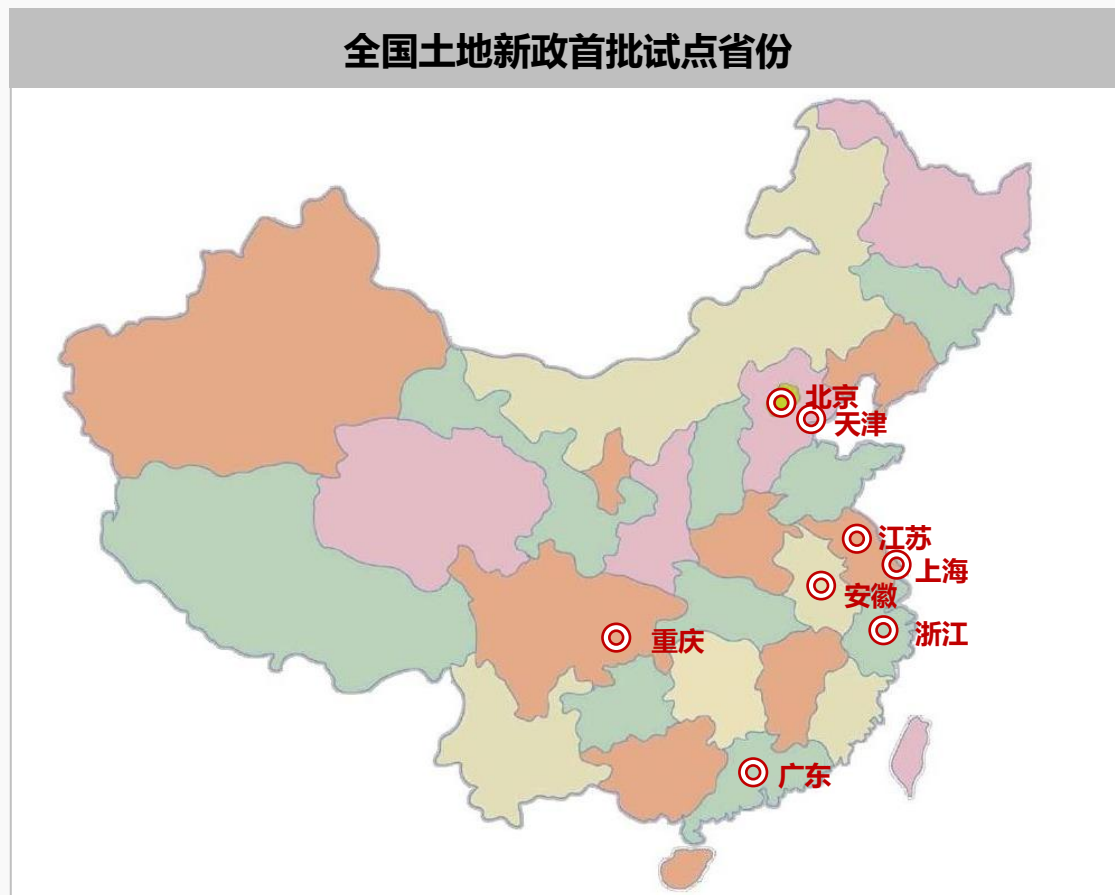 全国土地新政首批试点省份
北京
天津
江苏
上海
安徽
浙江
重庆
广东